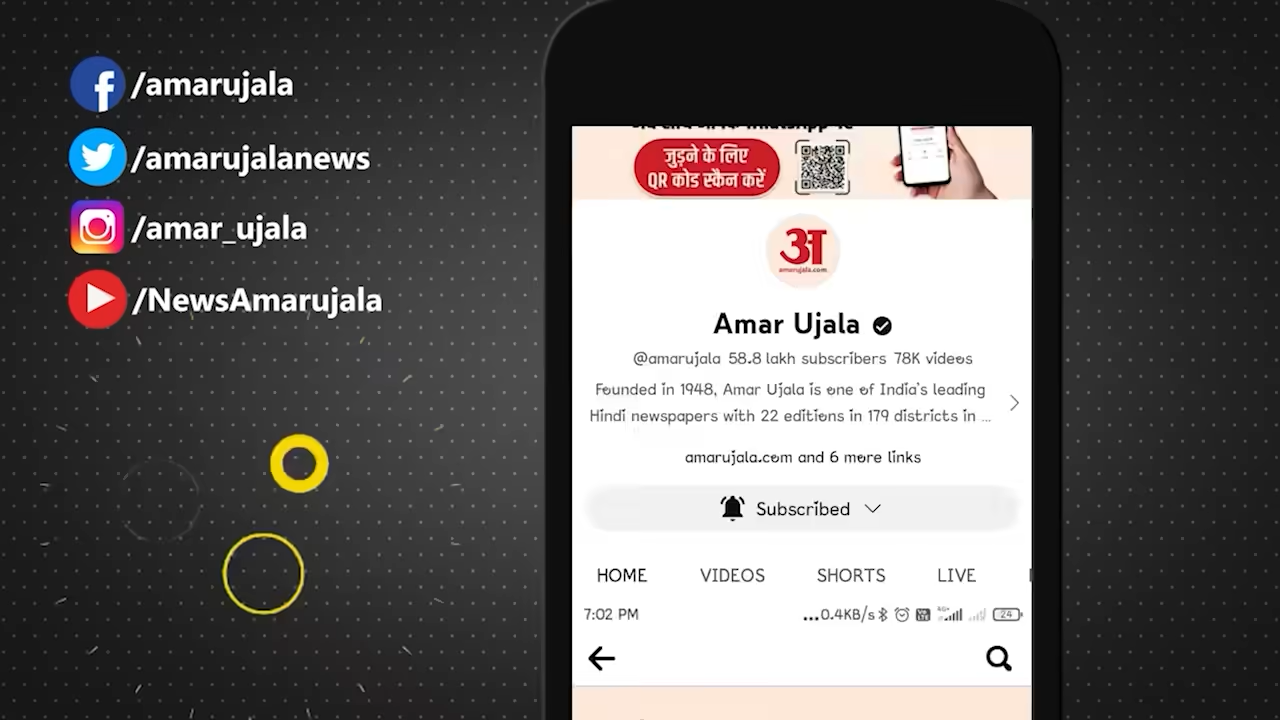 /amarujala
/amarujalanews
/amar_ujala
/NewsAmarujala
जुड़ने के लिए
QR कोड स्कैन करें
अ
amarujala.com
Amar Ujala
@amarujala 58.8 lakh subscribers 78K videos
Founded in 1948, Amar Ujala is one of India's leading
Hindi newspapers with 22 editions in 179 districts in ...
amarujala.com and 6 more links
Subscribed
HOME VIDEOS SHORTS LIVE
7:02 PM ...0.4KB/s 4G+ 24